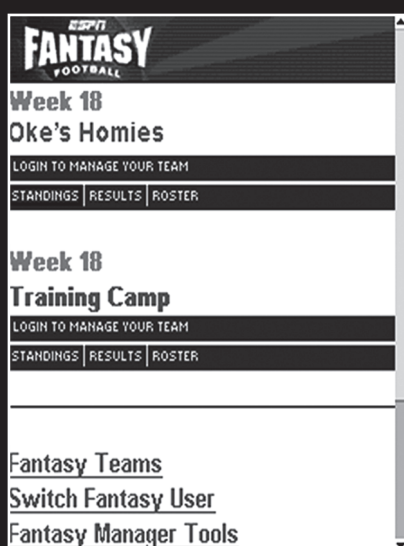 ESPN
FANTASY
FOOTBALL
Week 18
Oke's Homies
LOGIN TO MANAGE YOUR TEAM
STANDINGS RESULTS ROSTER
Week 18
Training Camp
LOGIN TO MANAGE YOUR TEAM
STANDINGS RESULTS ROSTER
Fantasy Teams
Switch Fantasy User
Fantasy Manager Tools